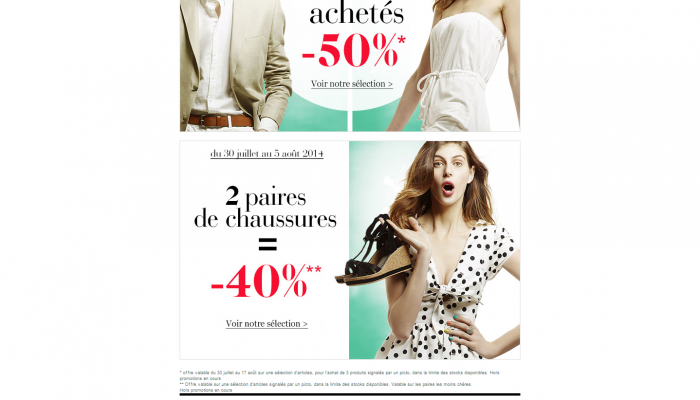 achetés
-50%*
Voir notre sélection >
du 30 juillet au 5 août 2014
2 paires
de chaussures
=
-40%**
Voir notre sélection >
* offre valable du 30 juillet au 17 août sur une sélection d'articles, pour l'achat de 3 produits signalés par un picto, dans la limite des stocks disponibles. Hors
promotions en cours
** Offre valable sur une sélection d'articles signalés par un picto, dans la limite des stocks disponibles. Valable sur les paires les moins chères.
Hors promotions en cours